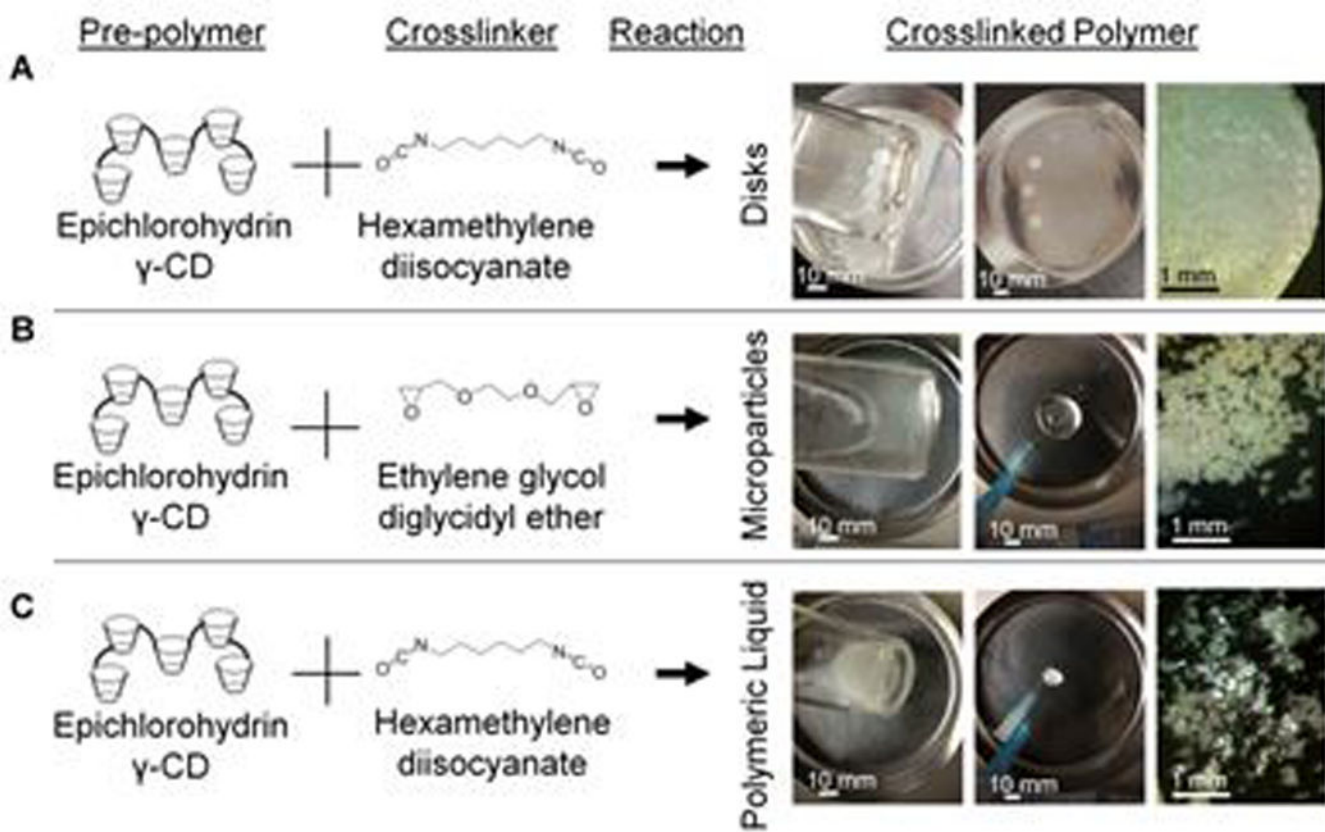 Pre-polymer Crosslinker Reaction Crosslinked Polymer
A
O C N N C O
Epichlorohydrin
γ-CD
Hexamethylene
diisocyanate
Disks
10 mm
10 mm
1 mm
B
O O O O
Epichlorohydrin
γ-CD
Ethylene glycol
diglycidyl ether
Microparticles
10 mm
10 mm
1 mm
C
O C N N C O
Epichlorohydrin
γ-CD
Hexamethylene
diisocyanate
Polymeric Liquid
10 mm
10 mm
1 mm